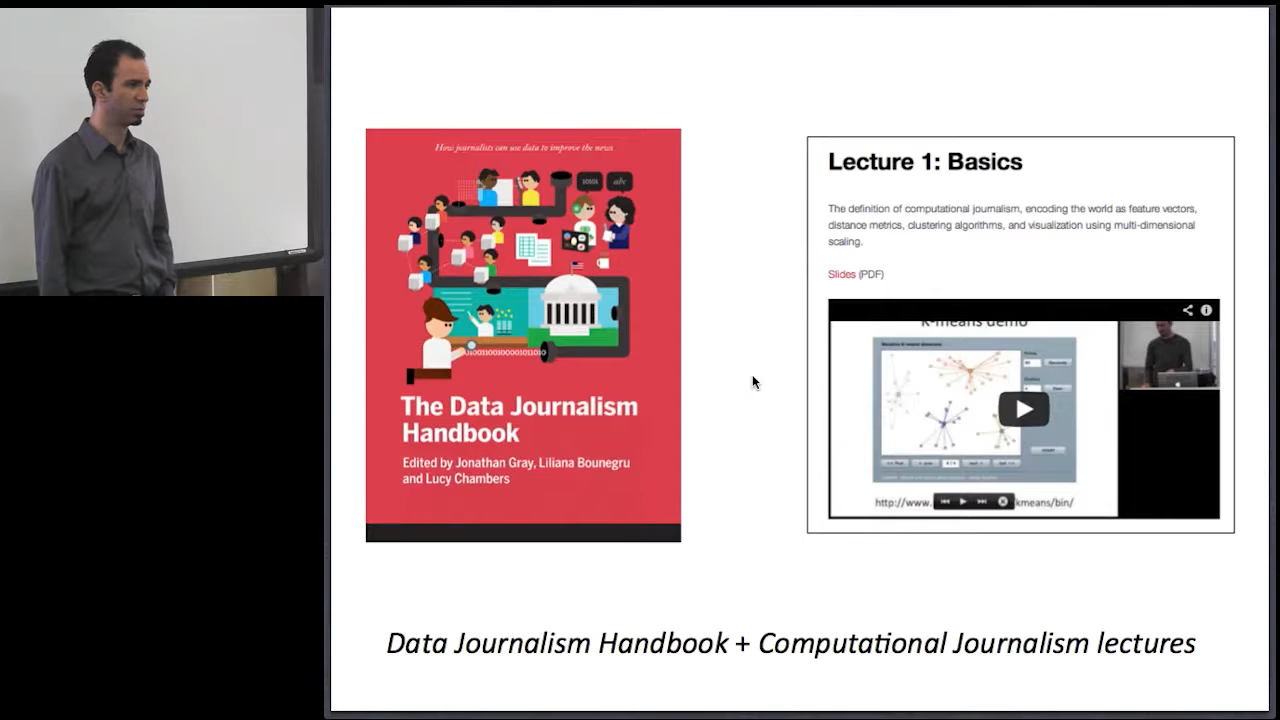 How journalists can use data to improve the news
10101
abc
01001100100001011010
The Data Journalism
Handbook
Edited by Jonathan Gray, Liliana Bounegru
and Lucy Chambers
Lecture 1: Basics
The definition of computational journalism, encoding the world as feature vectors,
distance metrics, clustering algorithms, and visualization using multi-dimensional
scaling.
Slides (PDF)
K-means demo
http://www.
kmeans/bin/
Data Journalism Handbook + Computational Journalism lectures